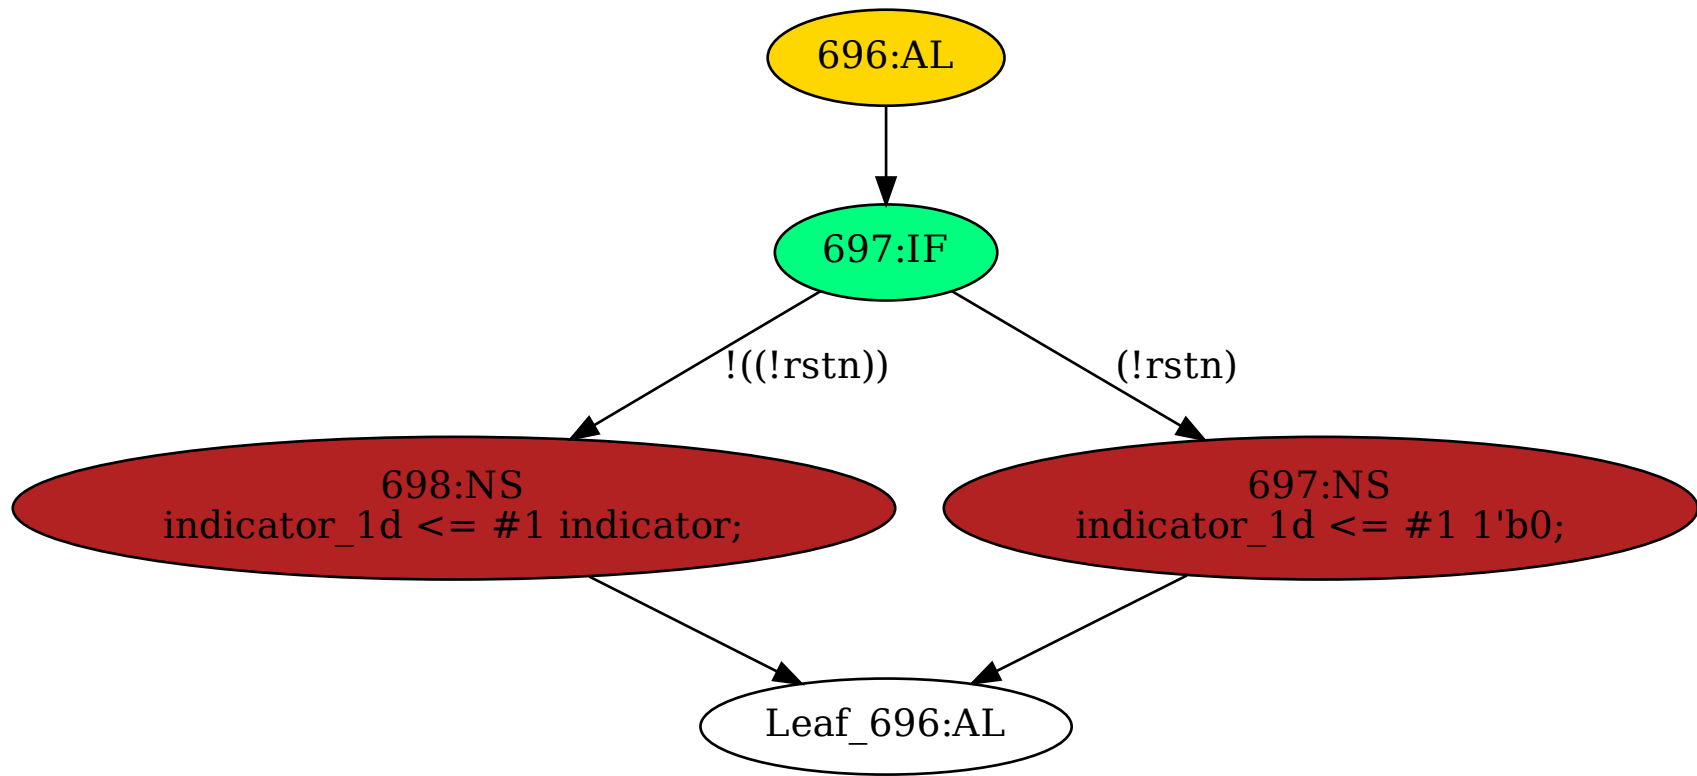 696:AL
697:IF
!((!rstn))
(!rstn)
698:NS
indicator_1d <= #1 indicator;
697:NS
indicator_1d <= #1 1'b0;
Leaf_696:AL